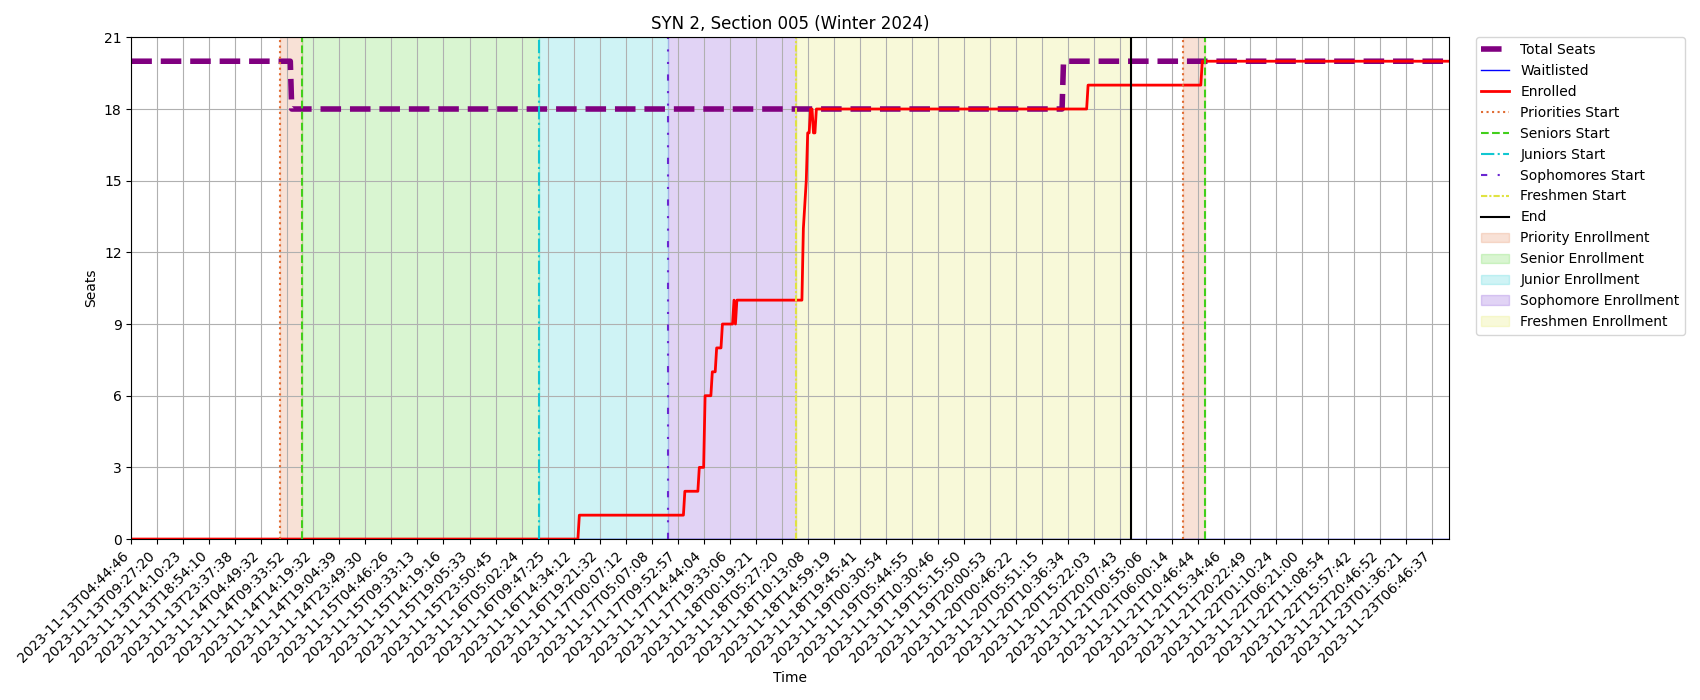 SYN 2, Section 005 (Winter 2024)
Seats
21
18
15
12
9
6
3
0
2023-11-13T04:44:46
2023-11-13T09:27:20
2023-11-13T14:10:23
2023-11-13T18:54:10
2023-11-13T23:37:38
2023-11-14T04:49:32
2023-11-14T09:33:52
2023-11-14T14:19:32
2023-11-14T19:04:39
2023-11-14T23:49:30
2023-11-15T04:46:26
2023-11-15T09:33:13
2023-11-15T14:19:16
2023-11-15T19:05:33
2023-11-15T23:50:45
2023-11-16T05:02:24
2023-11-16T09:47:25
2023-11-16T14:34:12
2023-11-16T19:21:32
2023-11-17T00:07:12
2023-11-17T05:07:08
2023-11-17T09:52:57
2023-11-17T14:44:04
2023-11-17T19:33:06
2023-11-18T00:19:21
2023-11-18T05:27:20
2023-11-18T10:13:08
2023-11-18T14:59:19
2023-11-18T19:45:41
2023-11-19T00:30:54
2023-11-19T05:44:55
2023-11-19T10:30:46
2023-11-19T15:15:50
2023-11-19T20:00:53
2023-11-20T00:46:22
2023-11-20T05:51:15
2023-11-20T10:36:34
2023-11-20T15:22:03
2023-11-20T20:07:43
2023-11-21T00:55:06
2023-11-21T06:00:14
2023-11-21T10:46:44
2023-11-21T15:34:46
2023-11-21T20:22:49
2023-11-22T01:10:24
2023-11-22T06:21:00
2023-11-22T11:08:54
2023-11-22T15:57:42
2023-11-22T20:46:52
2023-11-23T01:36:21
2023-11-23T06:46:37
Time
Total Seats
Waitlisted
Enrolled
Priorities Start
Seniors Start
Juniors Start
Sophomores Start
Freshmen Start
End
Priority Enrollment
Senior Enrollment
Junior Enrollment
Sophomore Enrollment
Freshmen Enrollment